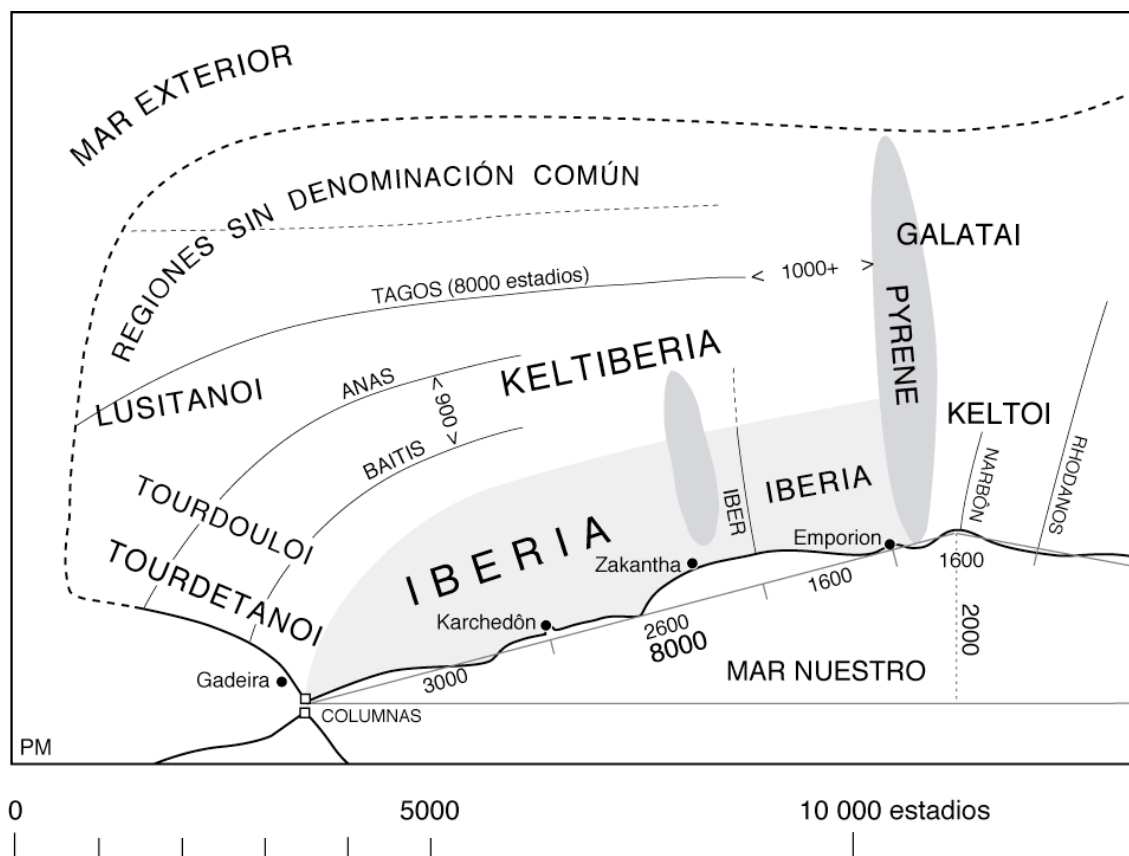 MAR EXTERIOR
REGIONES SIN DENOMINACIÓN COMÚN
GALATAI
TAGOS (8000 estadios)
< 1000+ >
PYRENE
KELTIBERIA
LUSITANOI
ANAS
< 900 >
BAITIS
KELTOI
NARBÔN
RHODANOS
TOURDOULOI
TOURDETANOI
IBERIA
IBER
IBERIA
Emporion
Zakantha
Karchedôn
Gadeira
1600
1600
2600
8000
3000
2000
MAR NUESTRO
COLUMNAS
PM
0 5000 10 000 estadios